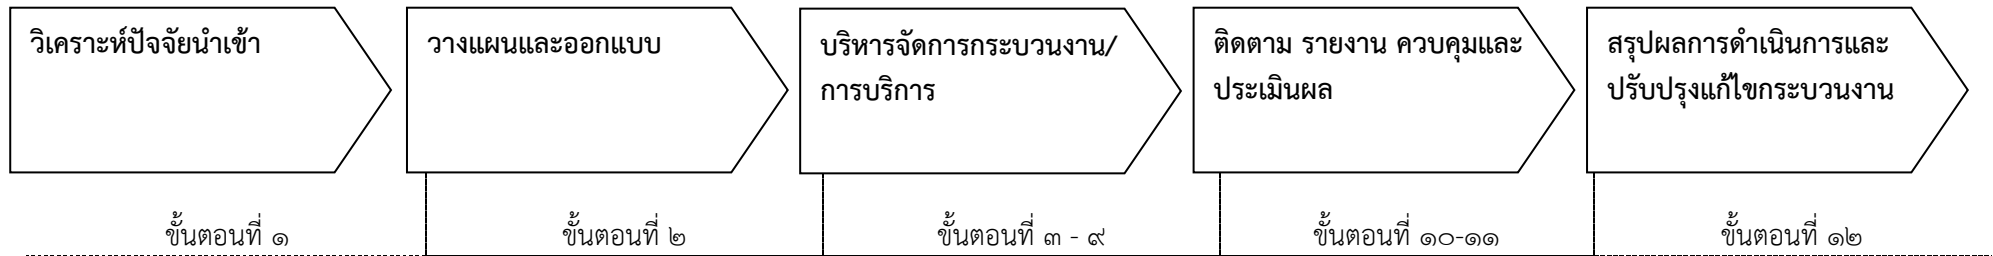 วิเคราะห์ปัจจัยนำเข้า
วางแผนและออกแบบ
บริหารจัดการกระบวนงาน/
การบริการ
ติดตาม รายงาน ควบคุมและ
ประเมินผล
สรุปผลการดำเนินการและ
ปรับปรุงแก้ไขกระบวนงาน
ขั้นตอนที่ ๑
ขั้นตอนที่ ๒
ขั้นตอนที่ ๓ - ๙
ขั้นตอนที่ ๑๐-๑๑
ขั้นตอนที่ ๑๒